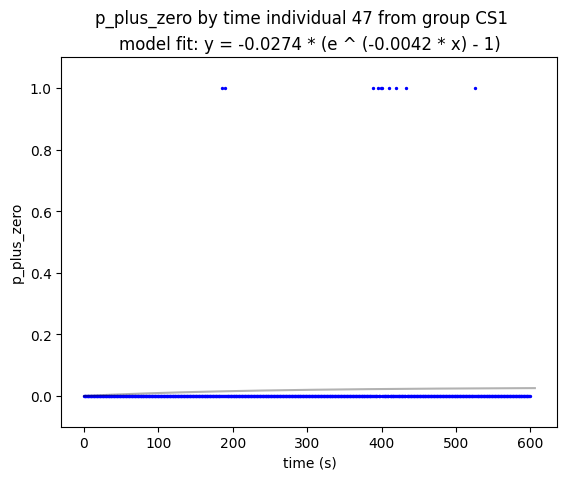 p_plus_zero by time individual 47 from group CS1
model fit: y = -0.0274 * (e ^ (-0.0042 * x) - 1)
1.0
0.8
0.6
0.4
0.2
0.0
p_plus_zero
0 100 200 300 400 500 600
time (s)